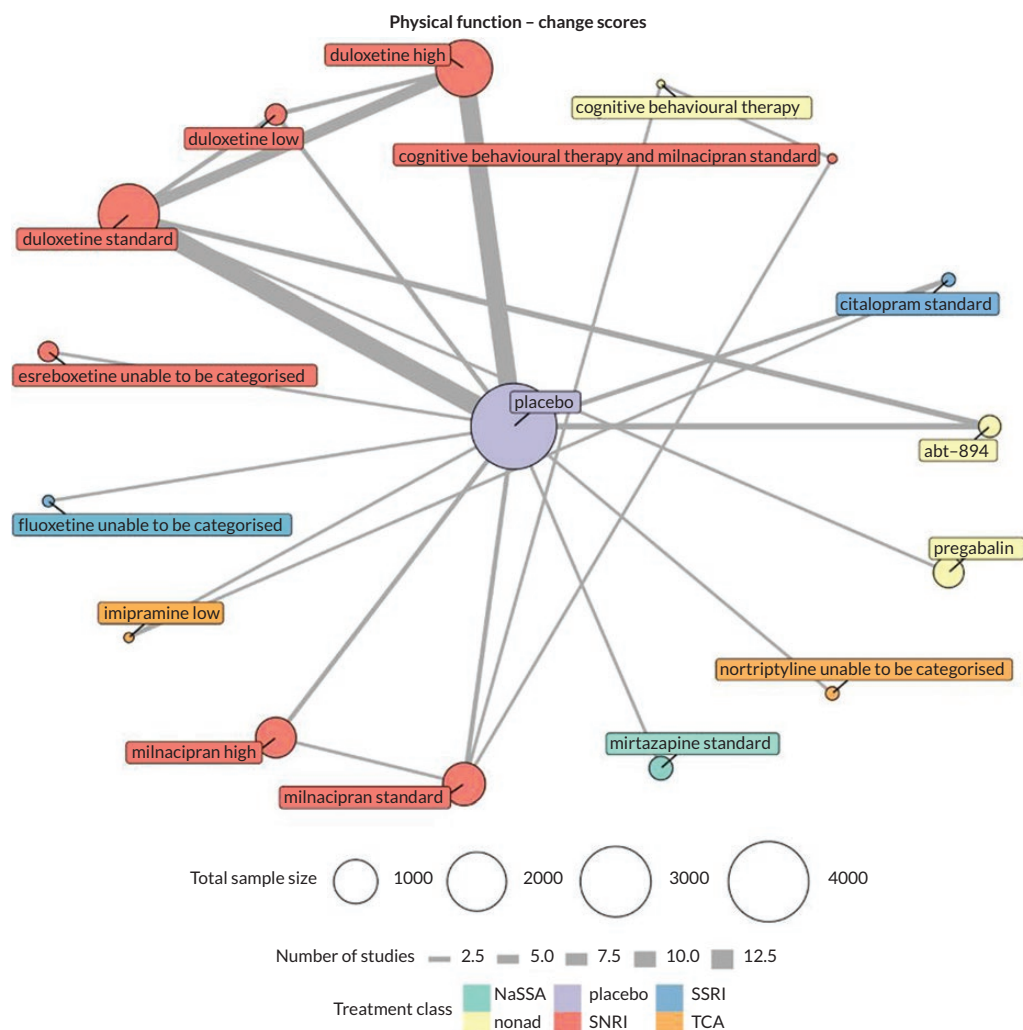 Physical function – change scores
duloxetine high
cognitive behavioural therapy
duloxetine low
cognitive behavioural therapy and milnacipran standard
duloxetine standard
citalopram standard
esreboxetine unable to be categorised
placebo
abt–894
fluoxetine unable to be categorised
pregabalin
imipramine low
nortriptyline unable to be categorised
milnacipran high
mirtazapine standard
milnacipran standard
Total sample size 1000 2000 3000 4000
Number of studies 2.5 5.0 7.5 10.0 12.5
Treatment class
NaSSA placebo SSRI
nonad SNRI TCA